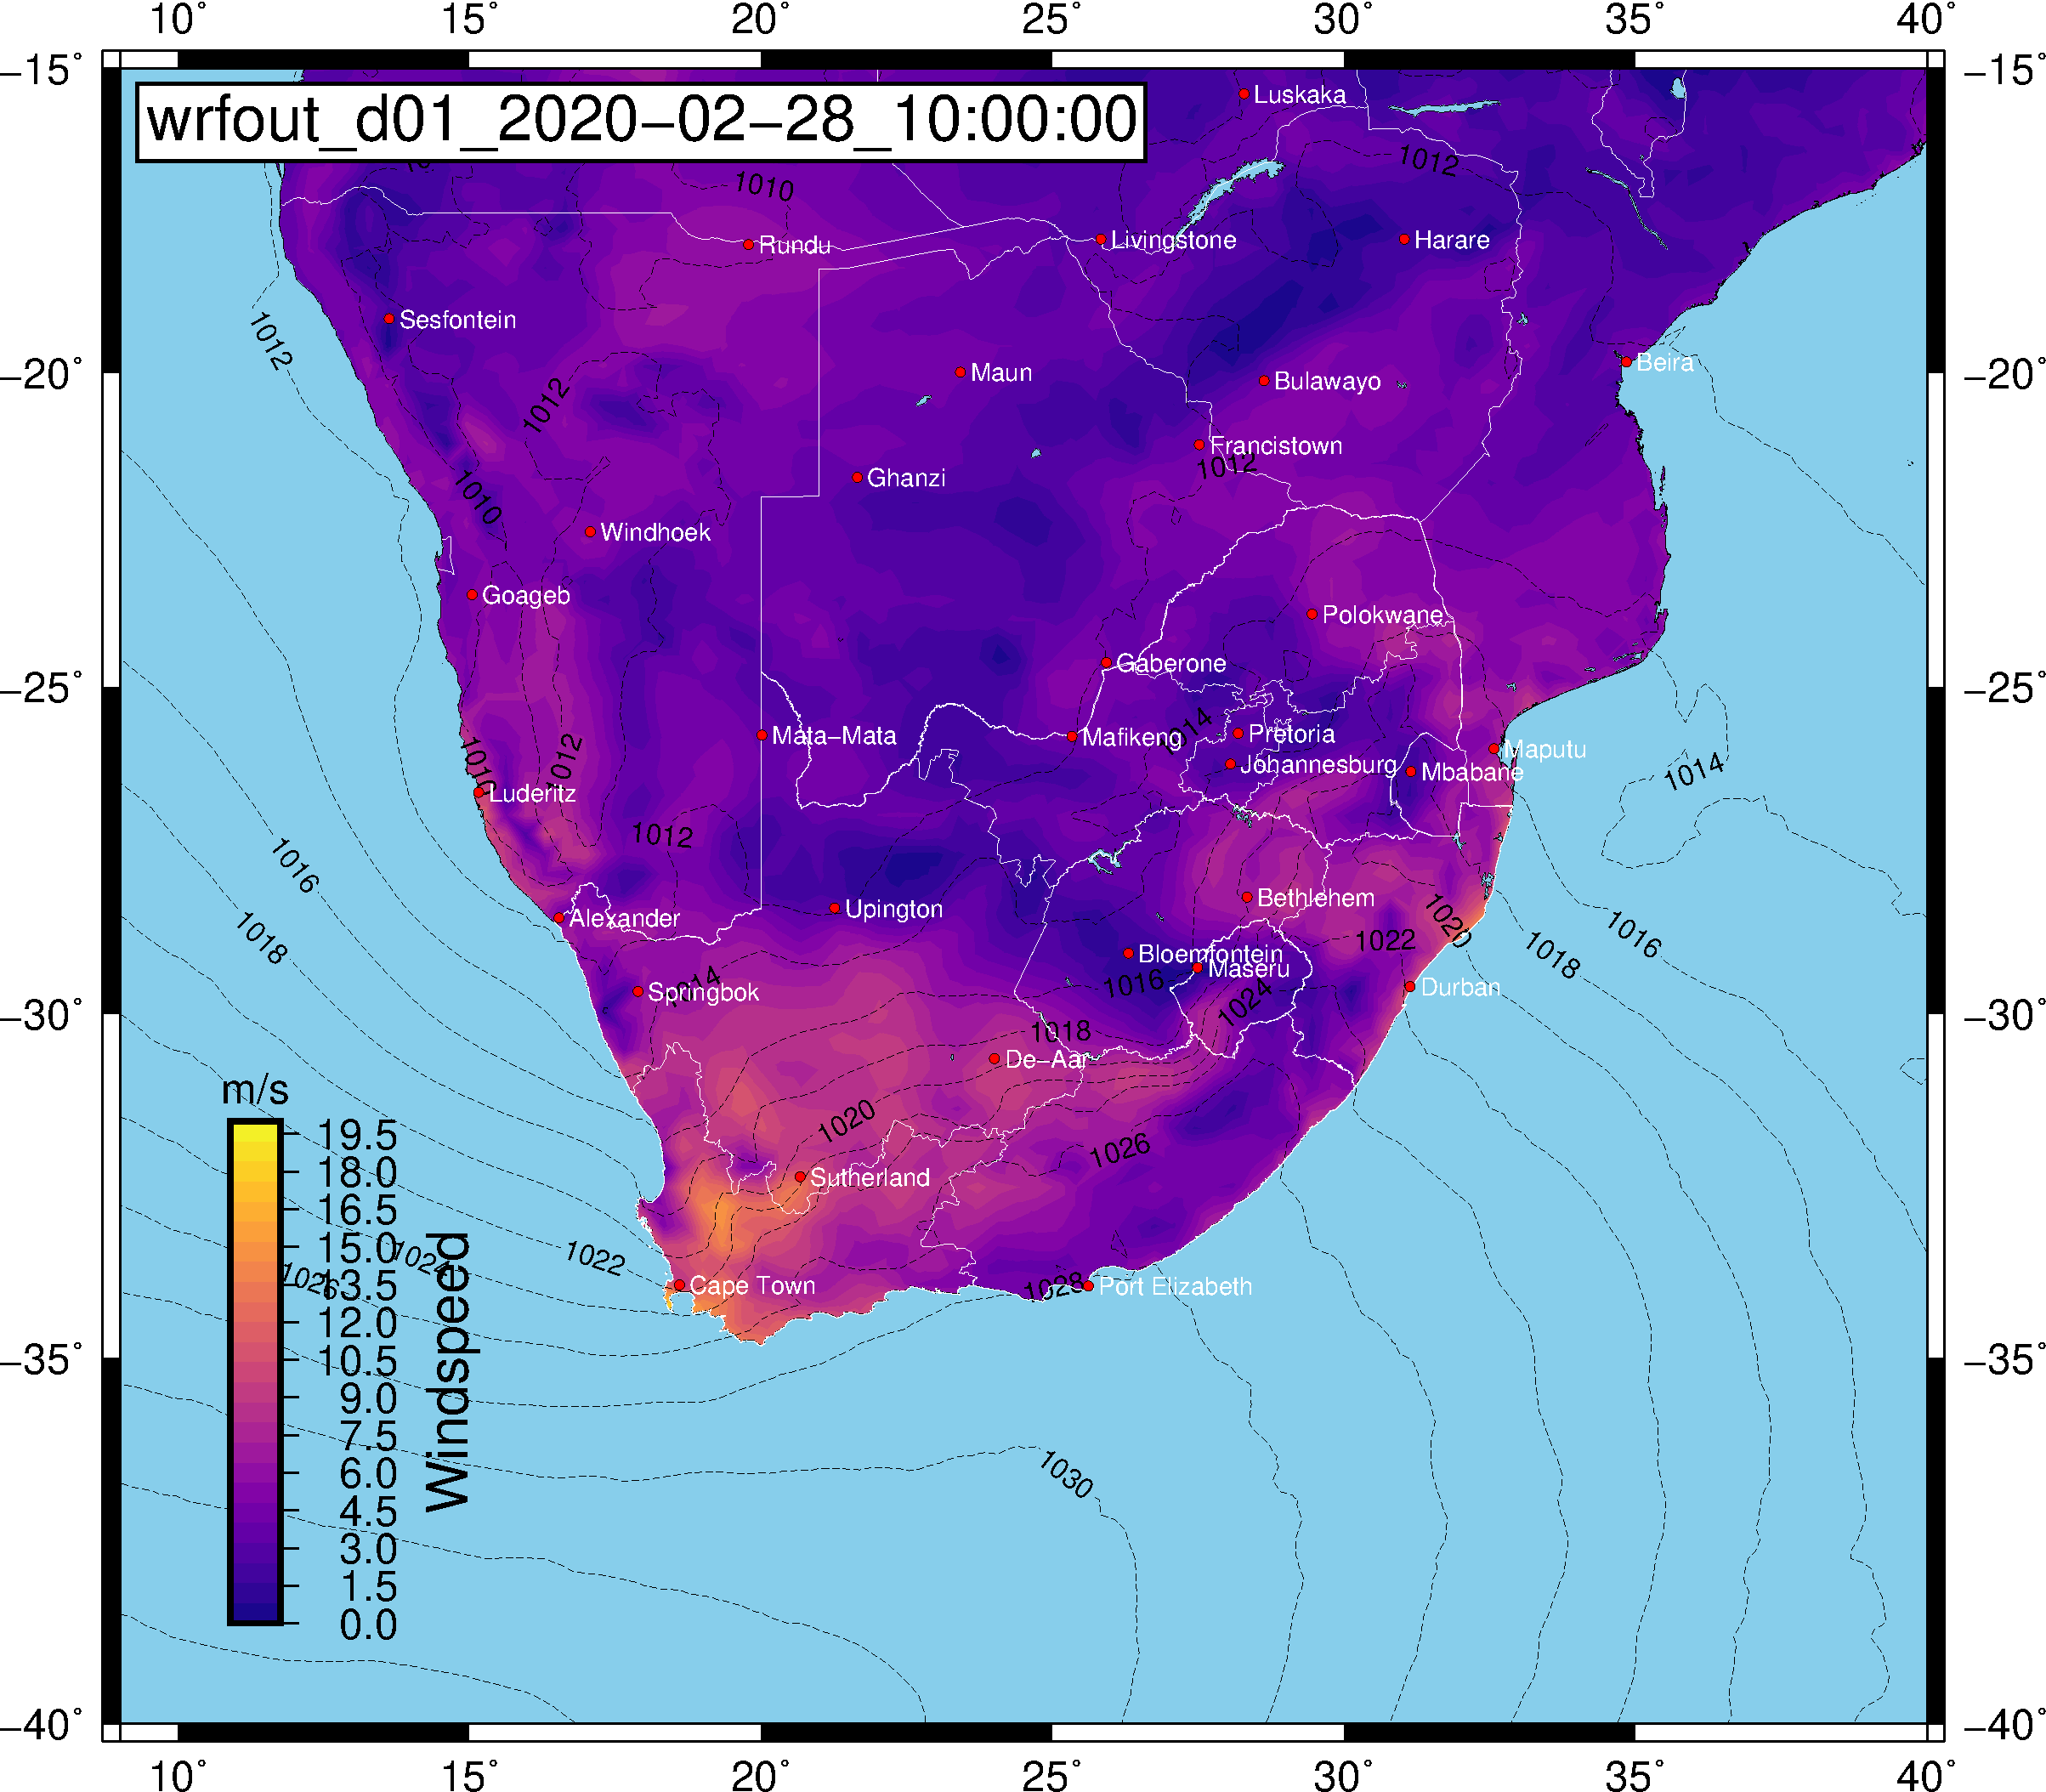 10° 15° 20° 25° 30° 35° 40°
−15° −15°
wrfout_d01_2020−02−28_10:00:00
Luskaka
1012
1010
Rundu
Livingstone
Harare
1012
Sesfontein
Beira
−20° −20°
Maun
Bulawayo
1012
Francistown
1012
Ghanzi
1010
Windhoek
Goageb
Polokwane
Gaberone
−25° −25°
1014
Mata−Mata
Mafikeng
Pretoria
Maputu
1012
1010
Johannesburg
Mbabane
1014
Luderitz
1012
1016
Bethlehem
Upington
Alexander
1020
1016
1018
1022
1018
Bloemfontein
Maseru
1014
Springbok
1016
1024
Durban
−30° −30°
1018
De−Aar
m/s
1020
1026
19.5
18.0
16.5
15.0
13.5
12.0
10.5
9.0
7.5
6.0
4.5
3.0
1.5
0.0
Windspeed
Sutherland
1024
1022
1026
Cape Town
1028
Port Elizabeth
−35° −35°
1030
−40° −40°
10° 15° 20° 25° 30° 35° 40°